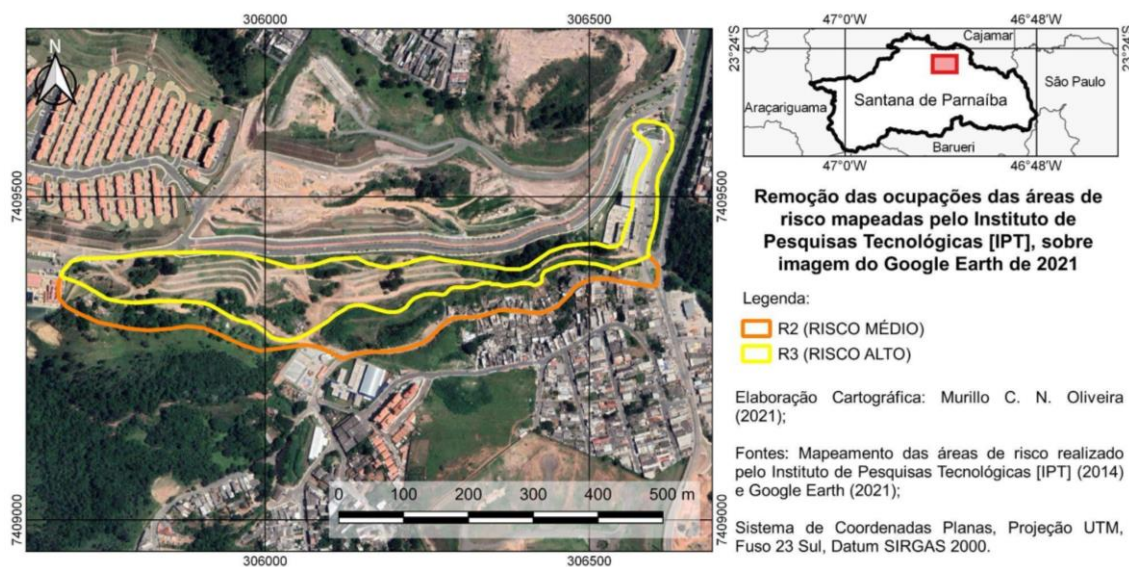 306000
306500
7409500
7409000
N
0 100 200 300 400 500 m
306000
306500
47°0'W
46°48'W
23°24'S
23°24'S
Cajamar
São Paulo
Santana de Parnaíba
Araçariguama
Barueri
47°0'W
46°48'W
Remoção das ocupações das áreas de
risco mapeadas pelo Instituto de
Pesquisas Tecnológicas [IPT], sobre
imagem do Google Earth de 2021
Legenda:
R2 (RISCO MÉDIO)
R3 (RISCO ALTO)
Elaboração Cartográfica: Murillo C. N. Oliveira
(2021);
Fontes: Mapeamento das áreas de risco realizado
pelo Instituto de Pesquisas Tecnológicas [IPT] (2014)
e Google Earth (2021);
Sistema de Coordenadas Planas, Projeção UTM,
Fuso 23 Sul, Datum SIRGAS 2000.